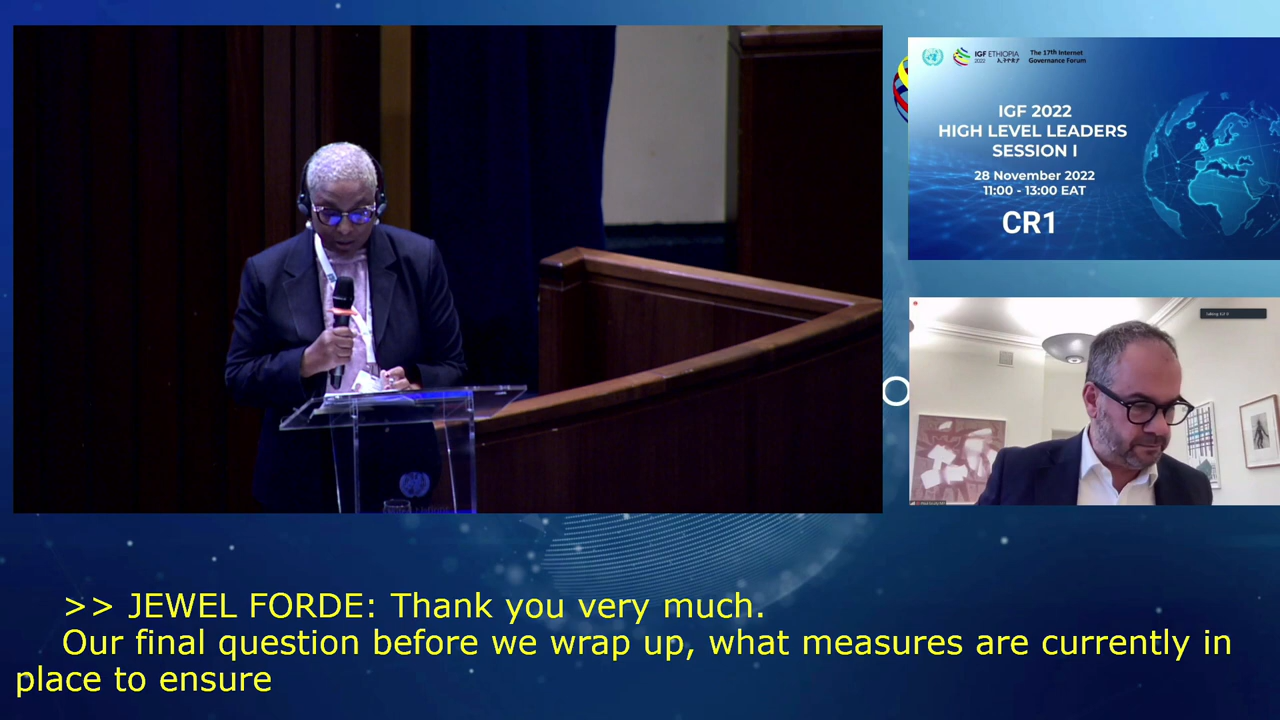 IGF ETHIOPIA
2022 ኢትዮጵያ
The 17th Internet
Governance Forum
IGF 2022
HIGH LEVEL LEADERS
SESSION I
28 November 2022
11:00 - 13:00 EAT
CR1
O
>> JEWEL FORDE: Thank you very much.
Our final question before we wrap up, what measures are currently in
place to ensure